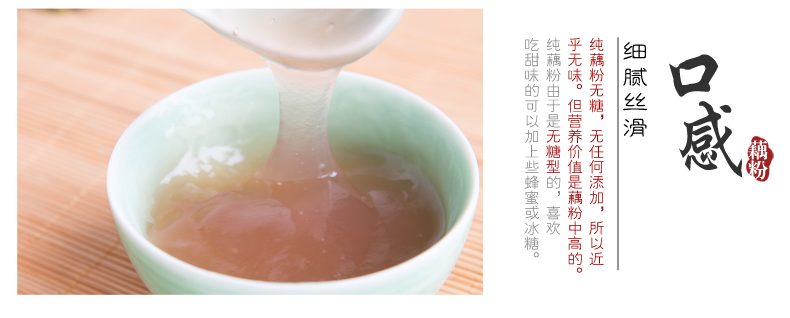 口感
藕粉
细腻丝滑
纯藕粉无糖，无任何添加，所以近
乎无味。但营养价值是藕粉中高的。
纯藕粉由于是无糖型的，喜欢
吃甜味的可以加上些蜂蜜或冰糖。